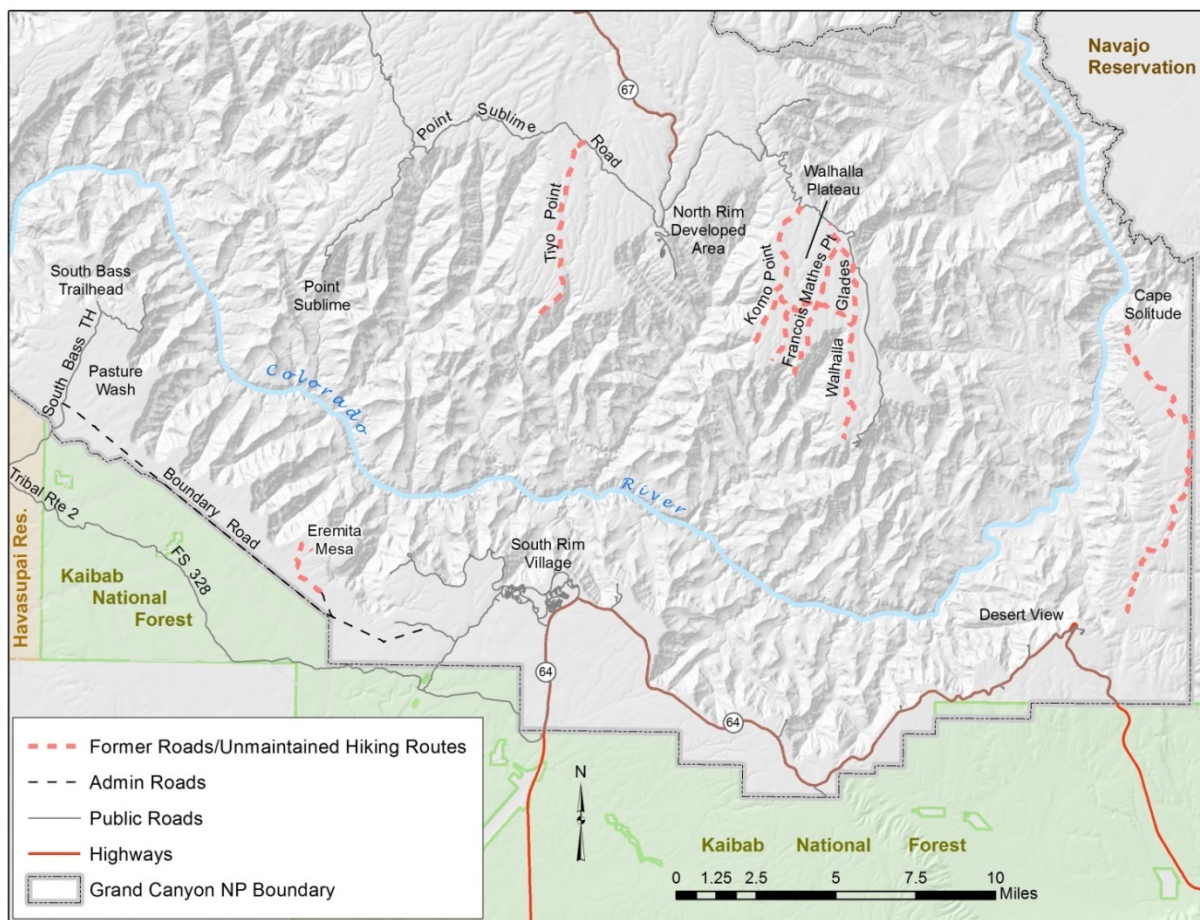 Navajo
Reservation
67
Point Sublime Road
Walhalla
Plateau
Tiyo Point
North Rim
Developed
Area
Komo Point
Francois Mathes Pt
Walhalla Glades
South Bass
Trailhead
Point
Sublime
Cape
Solitude
South Bass TH
Pasture
Wash
Colorado River
Boundary Road
Tribal Rte 2
FS 328
Eremita
Mesa
South Rim
Village
Havasupai Res.
Kaibab
National
Forest
Desert View
64
64
Former Roads/Unmaintained Hiking Routes
Admin Roads
Public Roads
Highways
Grand Canyon NP Boundary
N
Kaibab National Forest
0 1.25 2.5 5 7.5 10
Miles